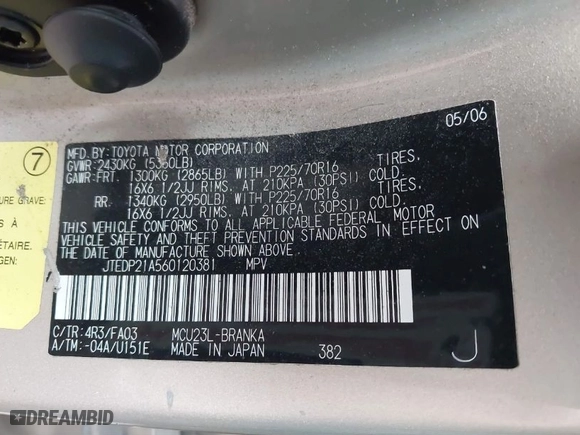 05/06
MFD.BY:TOYOTA MOTOR CORPORATION
GVWR:2430KG (5360LB)
GAWR:FRT. 1300KG (2865LB) WITH P225/70R16 TIRES.
16X6 1/2JJ RIMS, AT 210KPA (30PSI) COLD.
RR. 1340KG (2950LB) WITH P225/70R16 TIRES.
16X6 1/2JJ RIMS, AT 210KPA (30PSI) COLD.
THIS VEHICLE CONFORMS TO ALL APPLICABLE FEDERAL MOTOR
VEHICLE SAFETY AND THEFT PREVENTION STANDARDS IN EFFECT ON
THE DATE OF MANUFACTURE SHOWN ABOVE.
JTEDP21A560120381 MPV
C/TR:4R3/FA03 MCU23L-BRANKA
A/TM:-04A/U151E MADE IN JAPAN 382 J
7
URE GRAVE:
S À
ÉTAIRE.
GEN:
DREAMBID